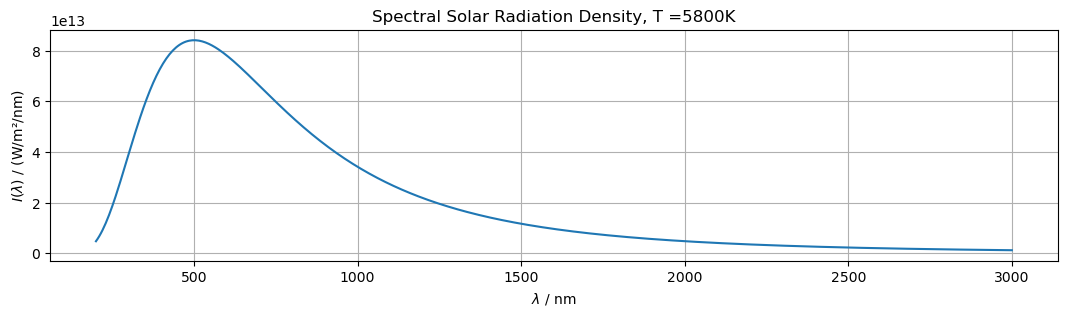 Spectral Solar Radiation Density, T =5800K
1e13
8
6
4
2
0
I(λ) / (W/m²/nm)
500 1000 1500 2000 2500 3000
λ / nm